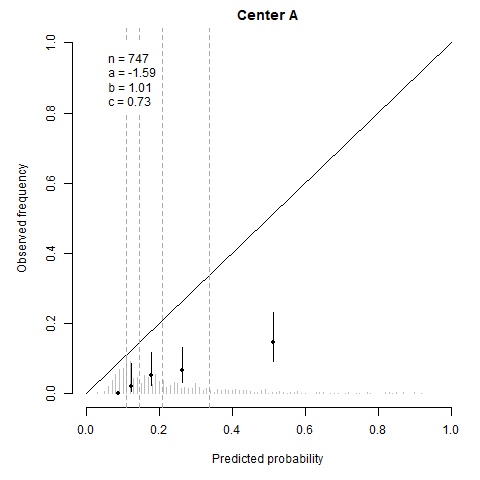 Center A
n = 747
a = -1.59
b = 1.01
c = 0.73
Observed frequency
1.0
0.8
0.6
0.4
0.2
0.0
0.0 0.2 0.4 0.6 0.8 1.0
Predicted probability